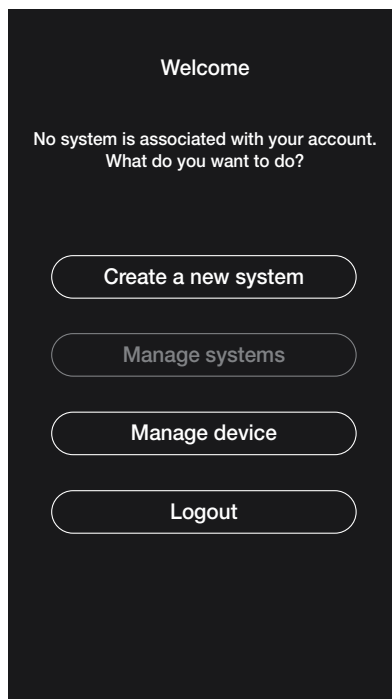 Welcome
No system is associated with your account.
What do you want to do?
Create a new system
Manage systems
Manage device
Logout